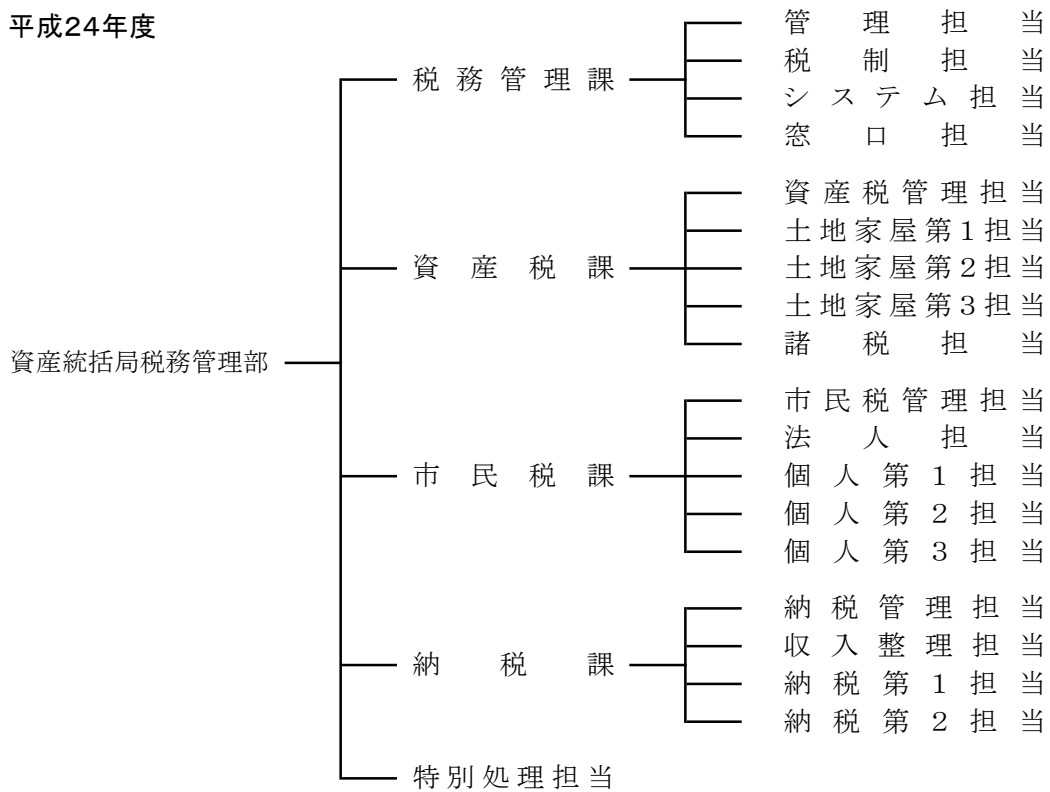 平成24年度
資産統括局税務管理部
税務管理課
管理担当
税制担当
システム担当
窓口担当
資産税課
資産税管理担当
土地家屋第1担当
土地家屋第2担当
土地家屋第3担当
諸税担当
市民税課
市民税管理担当
法人担当
個人第1担当
個人第2担当
個人第3担当
納税課
納税管理担当
収入整理担当
納税第1担当
納税第2担当
特別処理担当